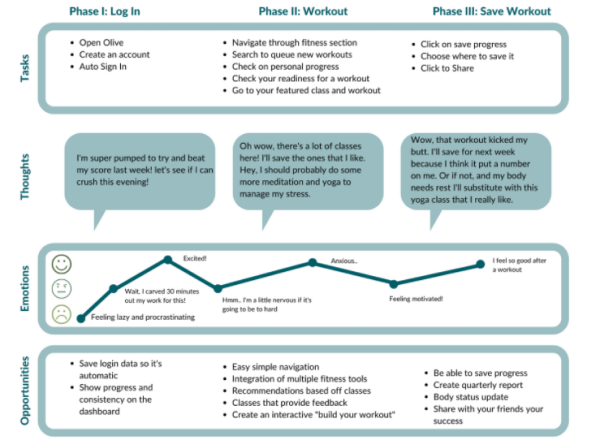 Phase I: Log In
Phase II: Workout
Phase III: Save Workout
Tasks
• Open Olive
• Create an account
• Auto Sign In
• Navigate through fitness section
• Search to queue new workouts
• Check on personal progress
• Check your readiness for a workout
• Go to your featured class and workout
• Click on save progress
• Choose where to save it
• Click to Share
Thoughts
I'm super pumped to try and beat
my score last week! let's see if I can
crush this evening!
Oh wow, there's a lot of classes
here! I'll save the ones that I like.
Hey, I should probably do some
more meditation and yoga to
manage my stress.
Wow, that workout kicked my
butt. I'll save for next week
because I think it put a number
on me. Or if not, and my body
needs rest I'll substitute with this
yoga class that I really like.
Emotions
Feeling lazy and procrastinating
Wait, I carved 30 minutes
out my work for this!
Excited!
Hmm.. I'm a little nervous if it's
going to be to hard
Anxious..
Feeling motivated!
I feel so good after
a workout
Opportunities
• Save login data so it's
automatic
• Show progress and
consistency on the
dashboard
• Easy simple navigation
• Integration of multiple fitness tools
• Recommendations based off classes
• Classes that provide feedback
• Create an interactive "build your workout"
• Be able to save progress
• Create quarterly report
• Body status update
• Share with your friends your
success